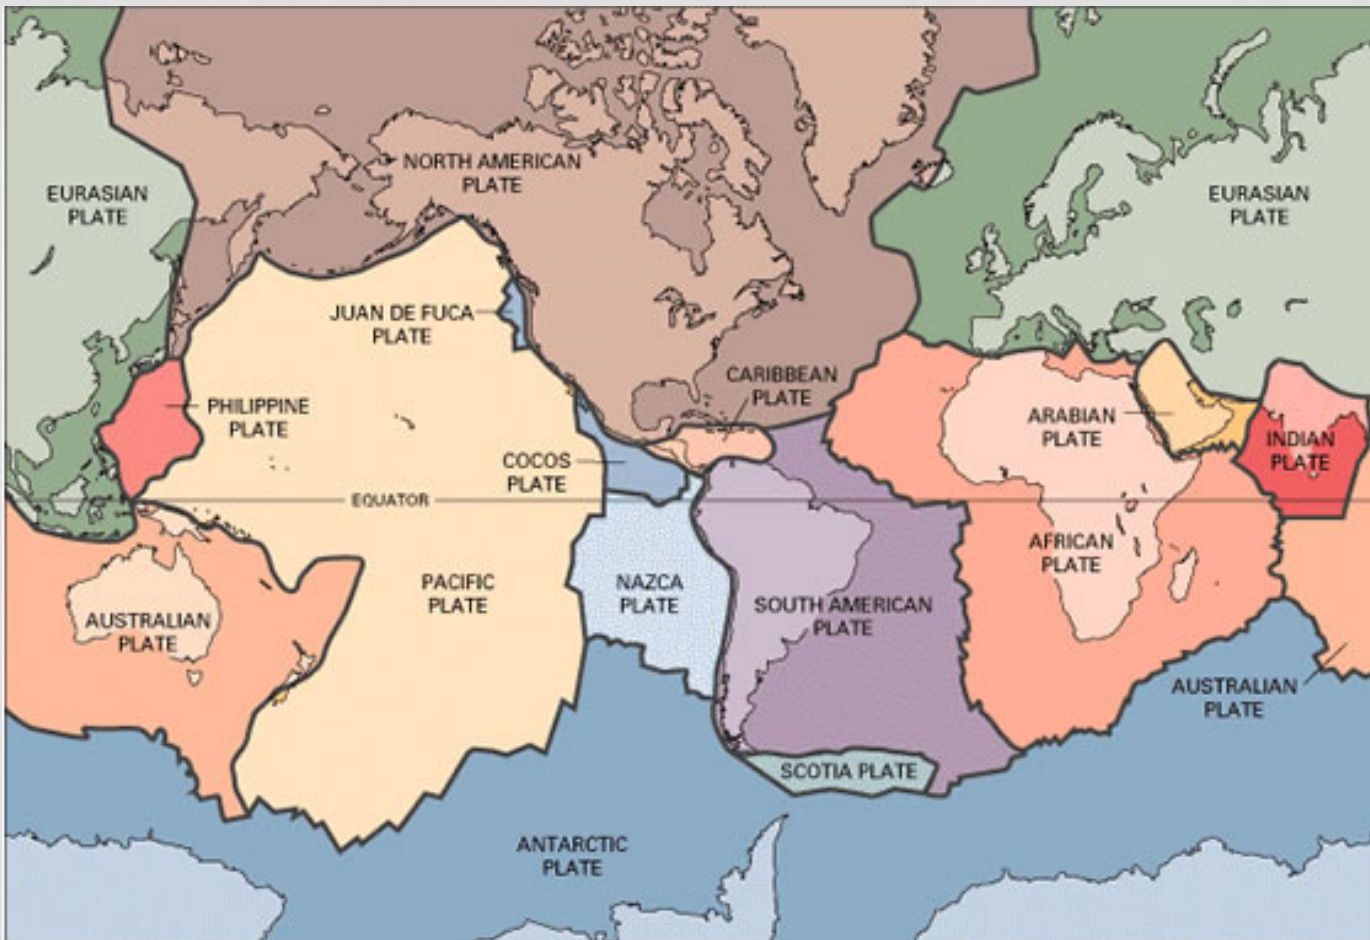 NORTH AMERICAN
PLATE
EURASIAN
PLATE
EURASIAN
PLATE
JUAN DE FUCA
PLATE
CARIBBEAN
PLATE
PHILIPPINE
PLATE
ARABIAN
PLATE
INDIAN
PLATE
COCOS
PLATE
EQUATOR
AFRICAN
PLATE
PACIFIC
PLATE
NAZCA
PLATE
SOUTH AMERICAN
PLATE
AUSTRALIAN
PLATE
AUSTRALIAN
PLATE
SCOTIA PLATE
ANTARCTIC
PLATE